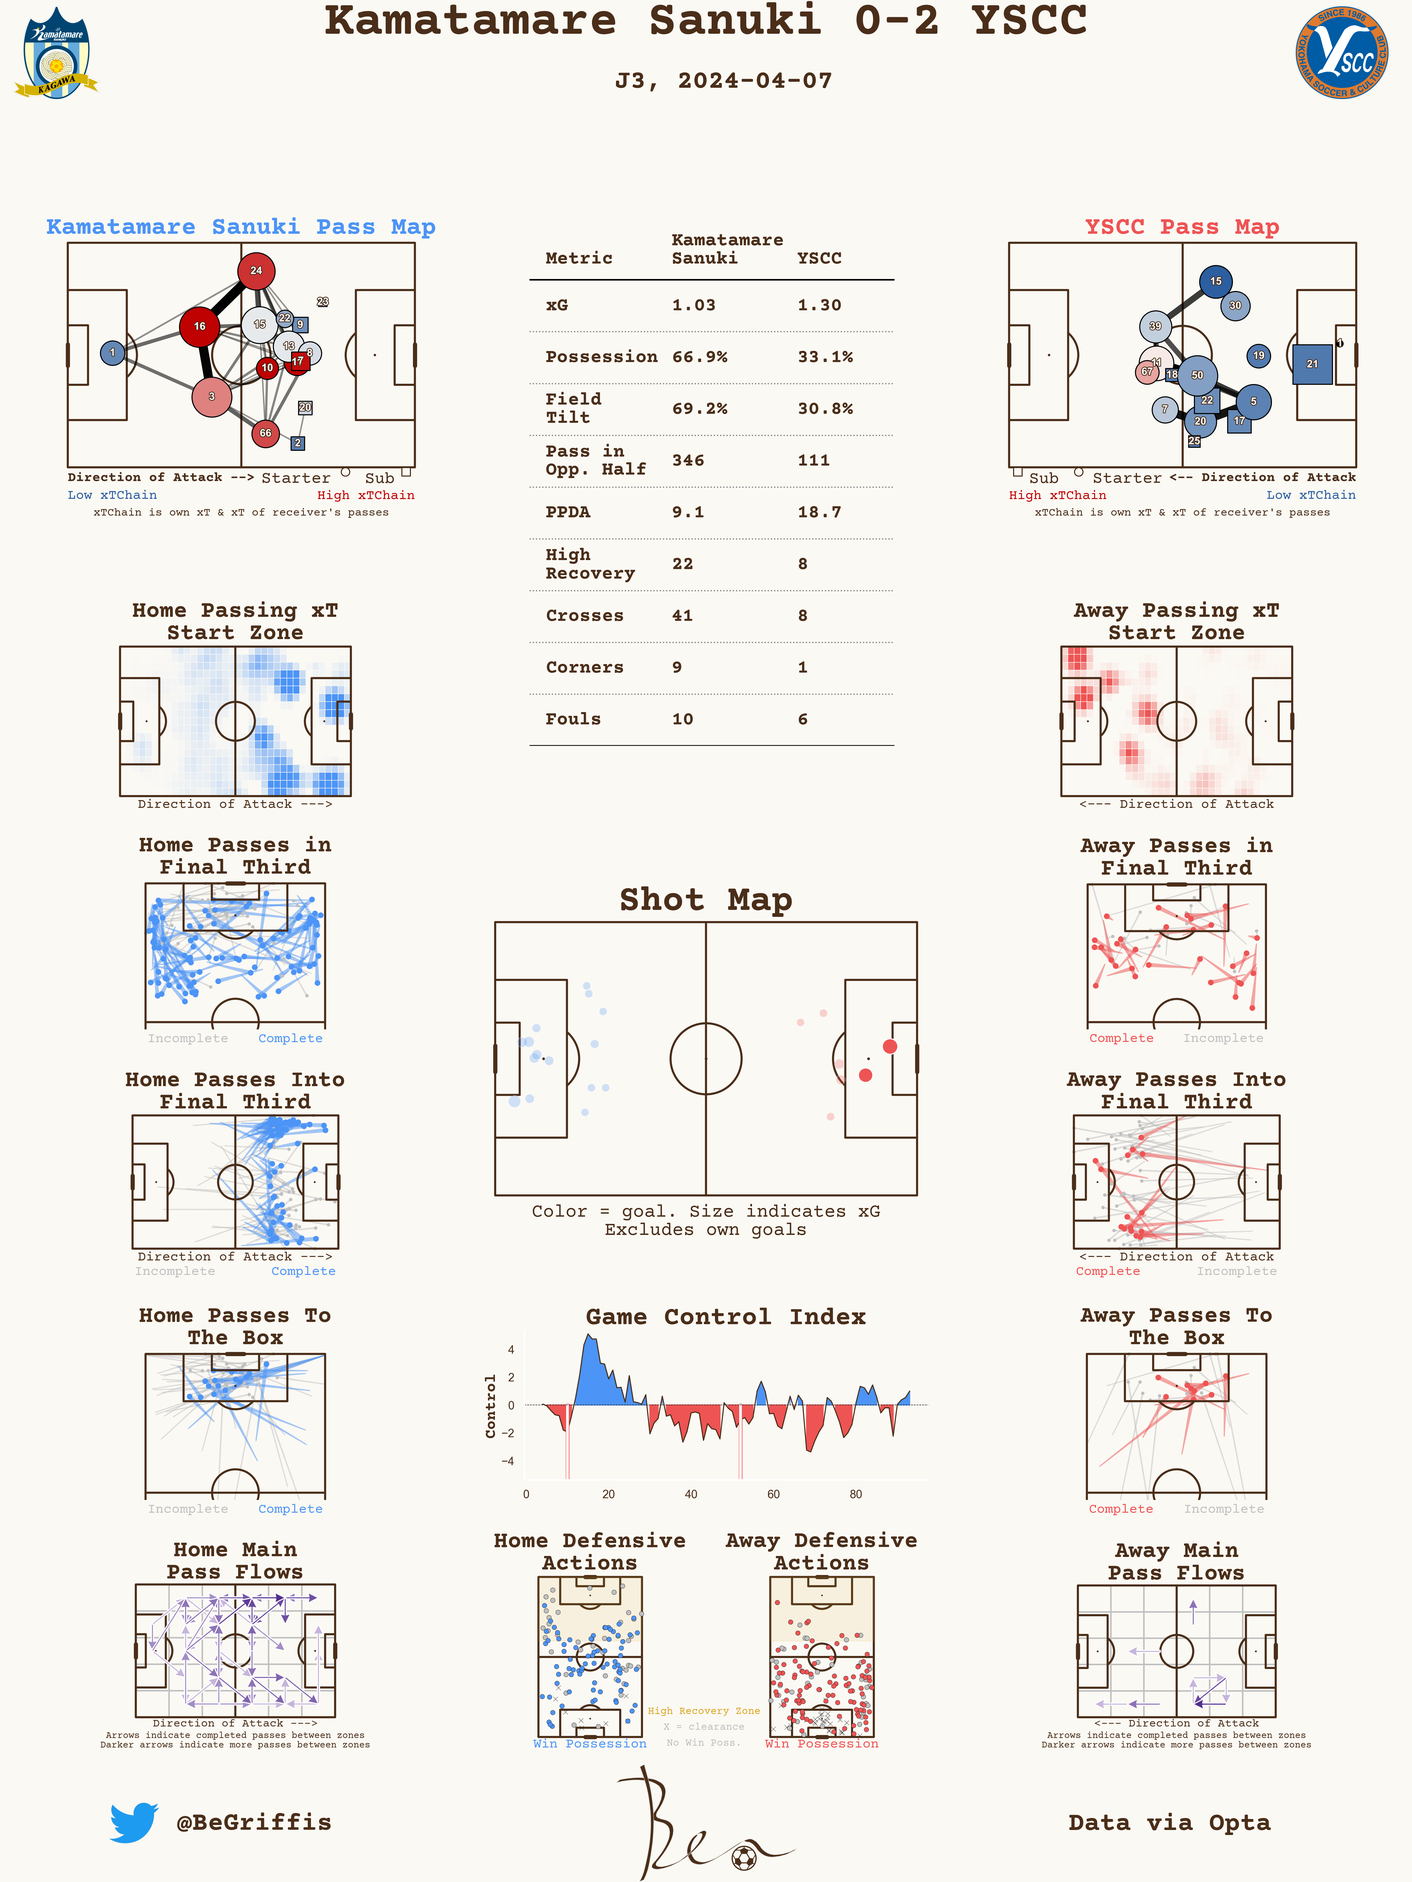 Kamatamare Sanuki 0-2 YSCC
J3, 2024-04-07
Kamatamare
KAGAWA
SINCE 1986
YSCC
YOKOHAMA SOCCER & CULTURE CLUB
Kamatamare Sanuki Pass Map
24
23
16
15
22
9
1
13
8
10
17
3
20
66
2
Direction of Attack --> Starter Sub
Low xTChain High xTChain
xTChain is own xT & xT of receiver's passes
Metric Kamatamare Sanuki YSCC
xG 1.03 1.30
Possession 66.9% 33.1%
Field Tilt 69.2% 30.8%
Pass in Opp. Half 346 111
PPDA 9.1 18.7
High Recovery 22 8
Crosses 41 8
Corners 9 1
Fouls 10 6
YSCC Pass Map
15
30
39
11
67
18
50
19
21
7
22
5
20
17
25
Sub Starter <-- Direction of Attack
High xTChain Low xTChain
xTChain is own xT & xT of receiver's passes
Home Passing xT
Start Zone
Direction of Attack --->
Away Passing xT
Start Zone
<--- Direction of Attack
Home Passes in
Final Third
Incomplete Complete
Away Passes in
Final Third
Complete Incomplete
Shot Map
Color = goal. Size indicates xG
Excludes own goals
Home Passes Into
Final Third
Direction of Attack --->
Incomplete Complete
Away Passes Into
Final Third
<--- Direction of Attack
Complete Incomplete
Home Passes To
The Box
Incomplete Complete
Game Control Index
Control
4
2
0
−2
−4
0 20 40 60 80
Away Passes To
The Box
Complete Incomplete
Home Main
Pass Flows
Direction of Attack --->
Arrows indicate completed passes between zones
Darker arrows indicate more passes between zones
Home Defensive
Actions
Win Possession
High Recovery Zone
X = clearance
No Win Poss.
Away Defensive
Actions
Win Possession
Away Main
Pass Flows
<--- Direction of Attack
Arrows indicate completed passes between zones
Darker arrows indicate more passes between zones
@BeGriffis
Ben
Data via Opta